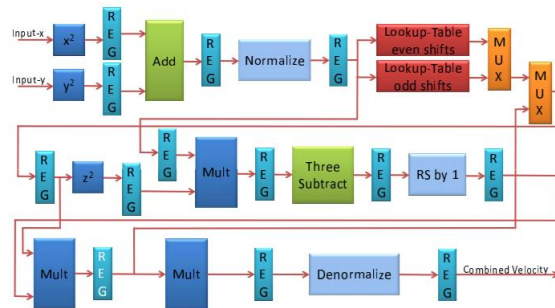 Input-x
x²
REG
REG
Add
REG
Normalize
REG
Lookup-Table
even shifts
Lookup-Table
odd shifts
MUX
MUX
Input-y
y²
REG
REG
z²
REG
REG
Mult
REG
Three
Subtract
REG
RS by 1
REG
Mult
REG
Mult
REG
Denormalize
REG
Combined Velocity